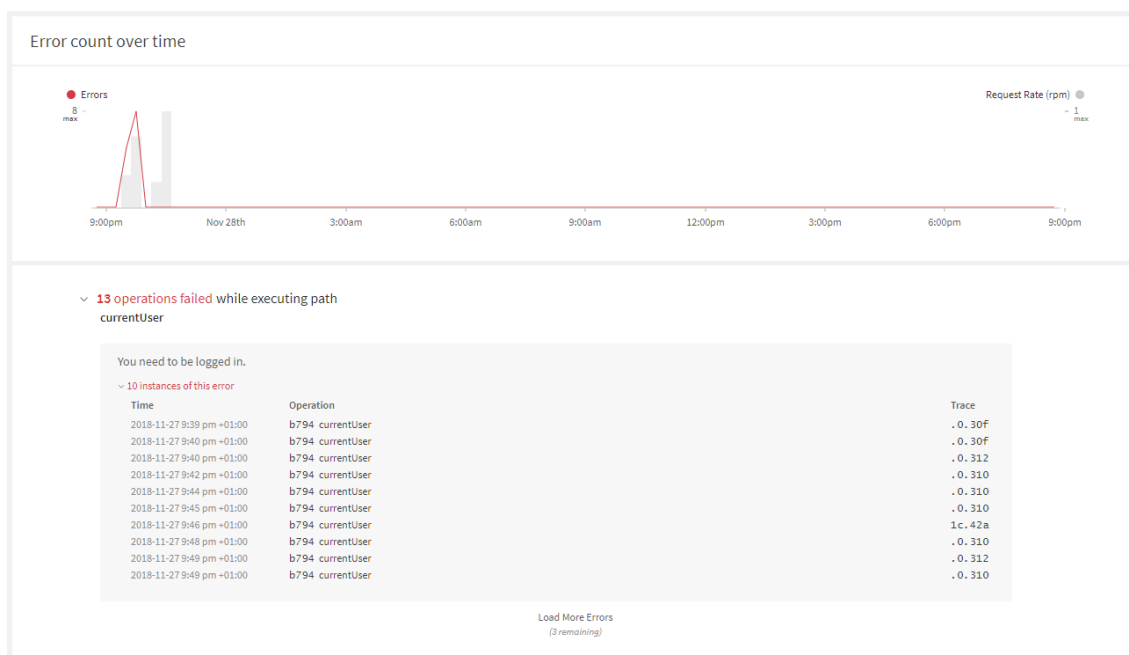 Error count over time
Errors
Request Rate (rpm)
8
max
1
max
9:00pm Nov 28th 3:00am 6:00am 9:00am 12:00pm 3:00pm 6:00pm 9:00pm
13 operations failed while executing path
currentUser
You need to be logged in.
10 instances of this error
Time Operation Trace
2018-11-27 9:39 pm +01:00 b794 currentUser .0.30f
2018-11-27 9:40 pm +01:00 b794 currentUser .0.30f
2018-11-27 9:40 pm +01:00 b794 currentUser .0.312
2018-11-27 9:42 pm +01:00 b794 currentUser .0.310
2018-11-27 9:44 pm +01:00 b794 currentUser .0.310
2018-11-27 9:45 pm +01:00 b794 currentUser .0.310
2018-11-27 9:46 pm +01:00 b794 currentUser 1c.42a
2018-11-27 9:48 pm +01:00 b794 currentUser .0.310
2018-11-27 9:49 pm +01:00 b794 currentUser .0.312
2018-11-27 9:49 pm +01:00 b794 currentUser .0.310
Load More Errors
(3 remaining)